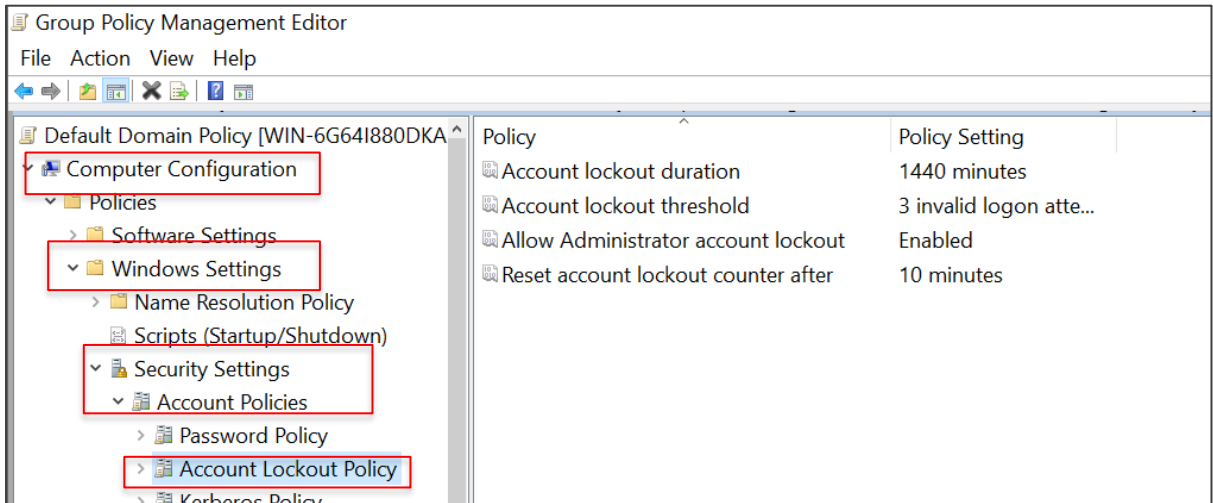 Group Policy Management Editor
File Action View Help
Default Domain Policy [WIN-6G64I880DKA
Computer Configuration
Policies
Software Settings
Windows Settings
Name Resolution Policy
Scripts (Startup/Shutdown)
Security Settings
Account Policies
Password Policy
Account Lockout Policy
Kerberos Policy
Policy Policy Setting
Account lockout duration 1440 minutes
Account lockout threshold 3 invalid logon atte...
Allow Administrator account lockout Enabled
Reset account lockout counter after 10 minutes